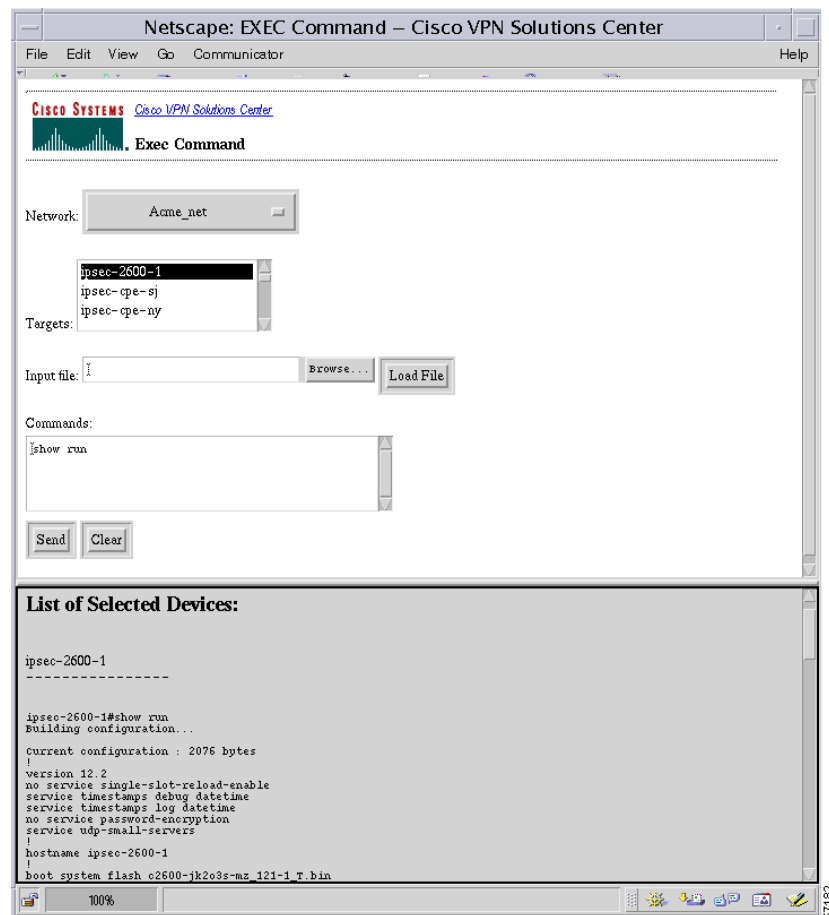 Netscape: EXEC Command – Cisco VPN Solutions Center
File Edit View Go Communicator Help
CISCO SYSTEMS Cisco VPN Solutions Center
Exec Command
Network: Acme_net
ipsec-2600-1
ipsec-cpe-sj
ipsec-cpe-ny
Targets:
Input file: Browse... Load File
Commands:
show run
Send Clear
List of Selected Devices:
ipsec-2600-1
----------------
ipsec-2600-1#show run
Building configuration...
Current configuration : 2076 bytes
!
version 12.2
no service single-slot-reload-enable
service timestamps debug datetime
service timestamps log datetime
no service password-encryption
service udp-small-servers
!
hostname ipsec-2600-1
!
boot system flash c2600-jk2o3s-mz_121-1_T.bin
100%